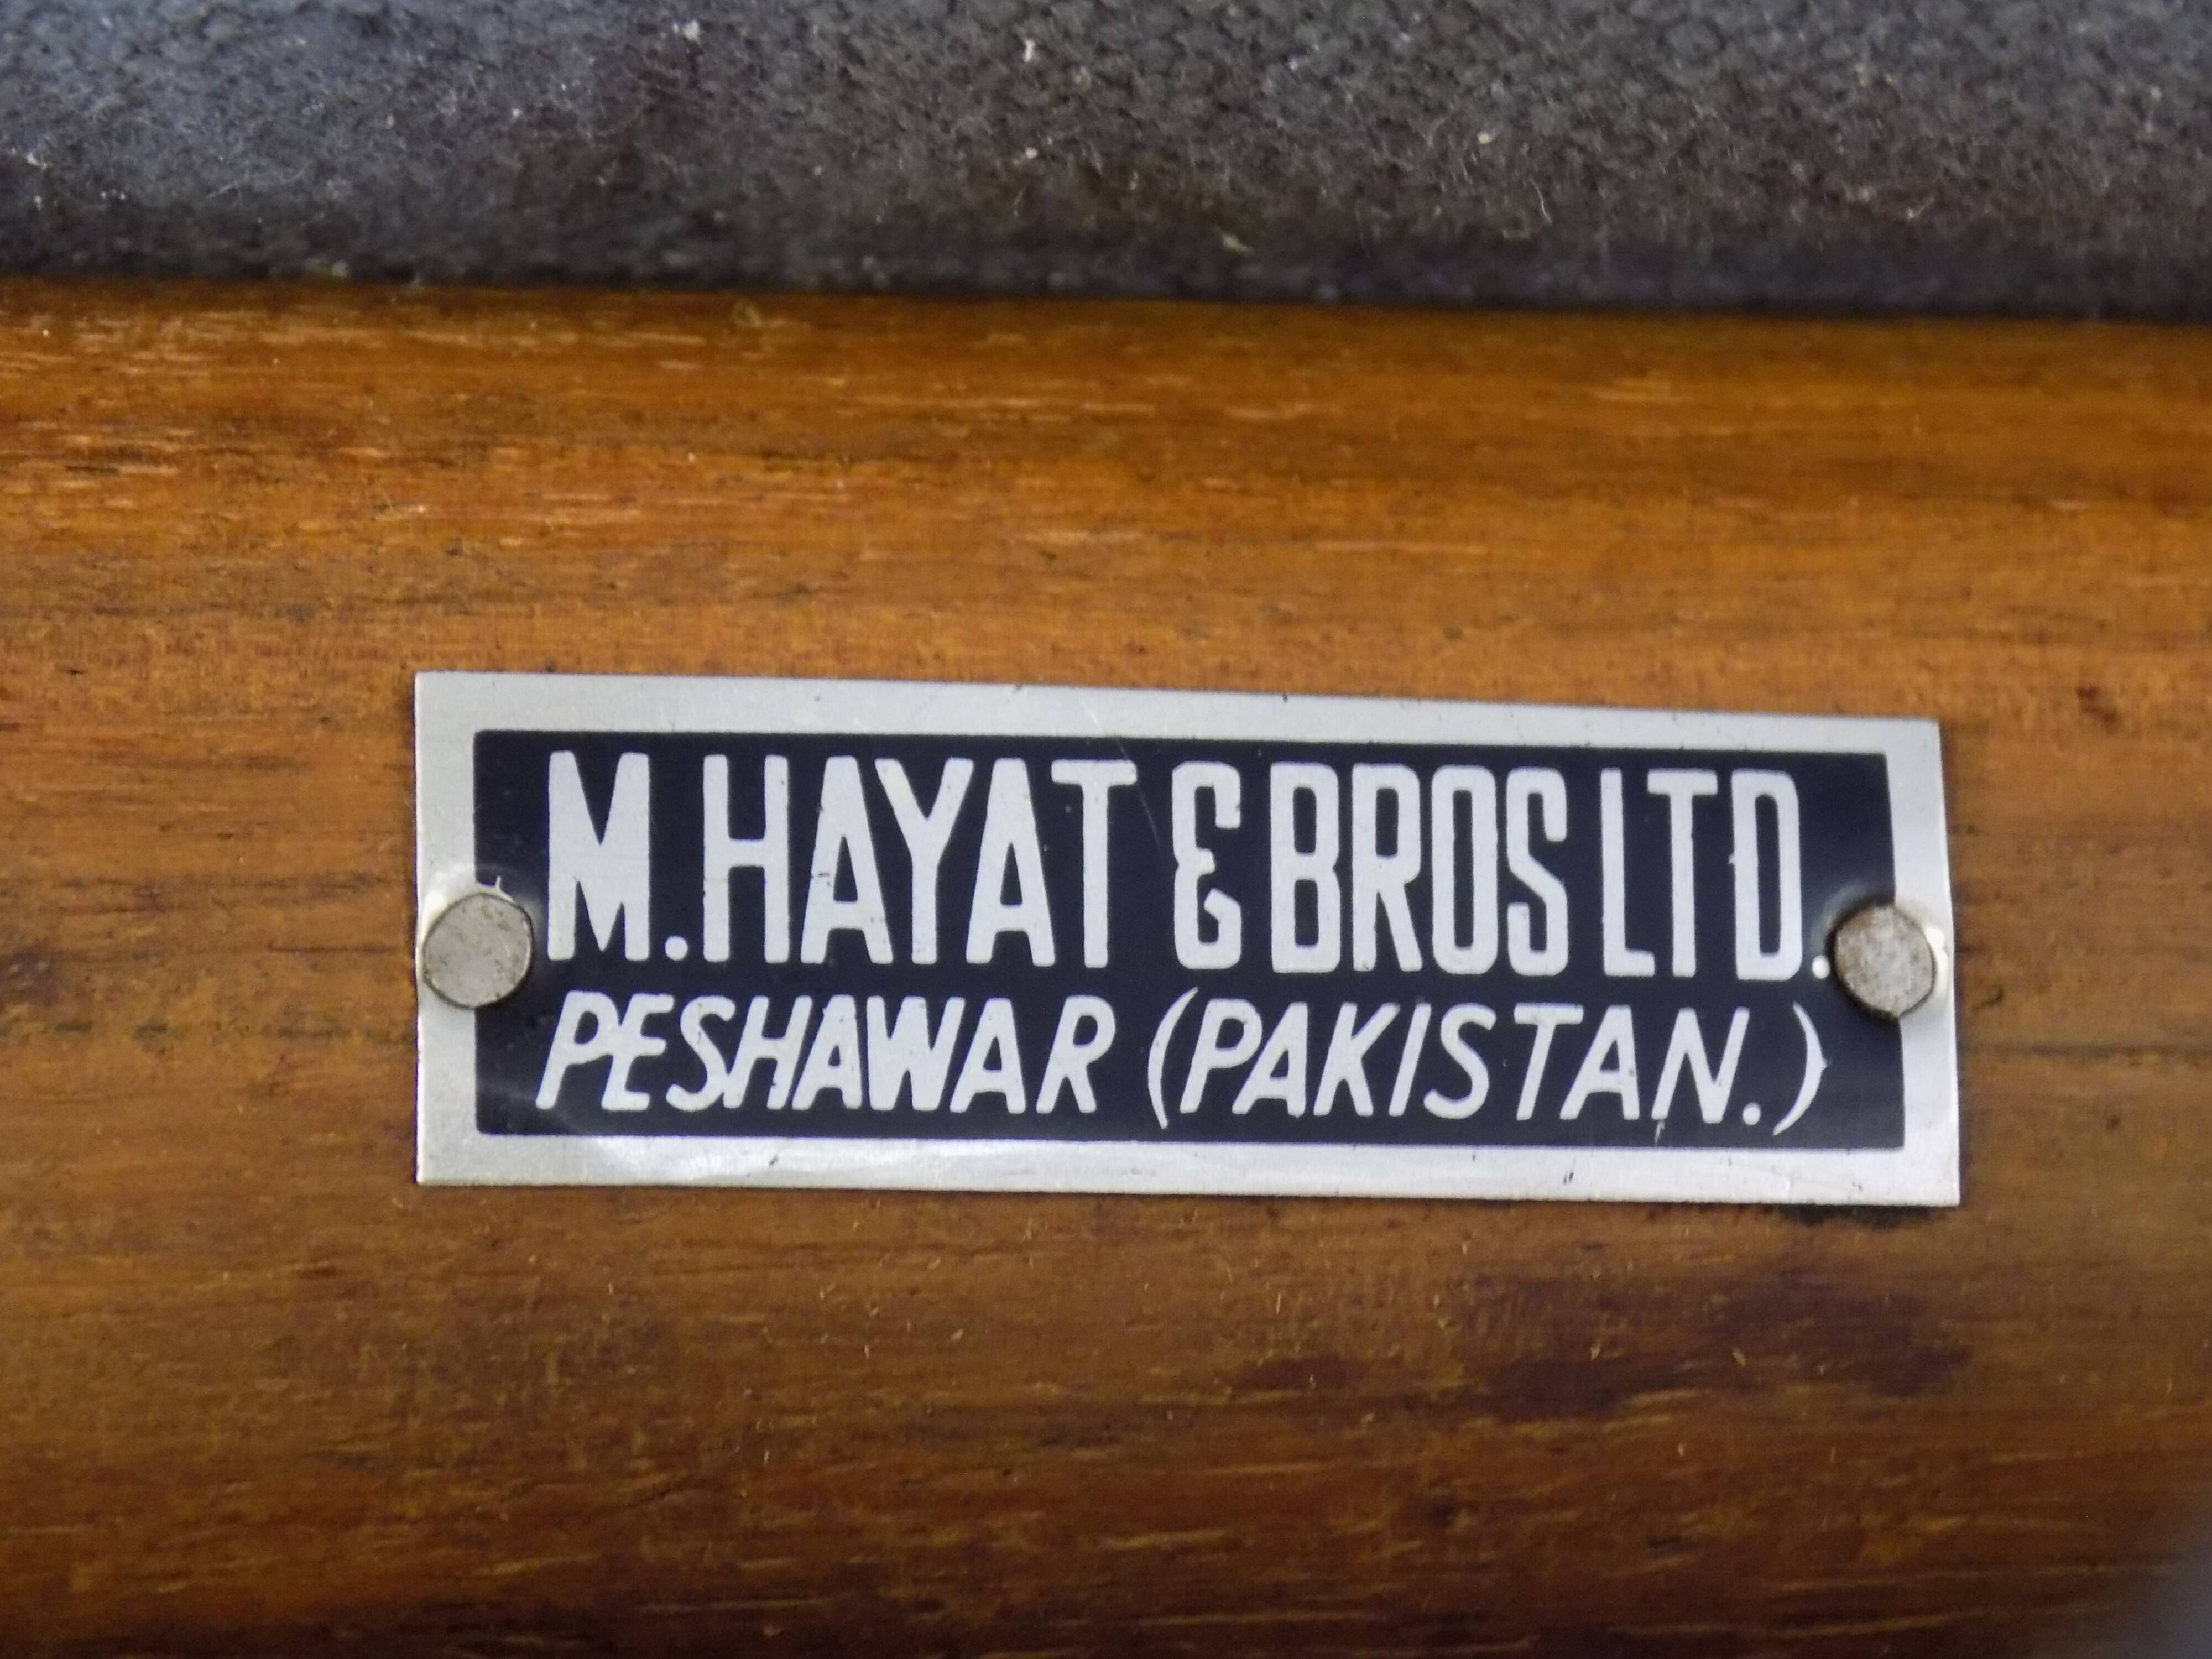 M. HAYAT & BROS LTD.
PESHAWAR (PAKISTAN.)